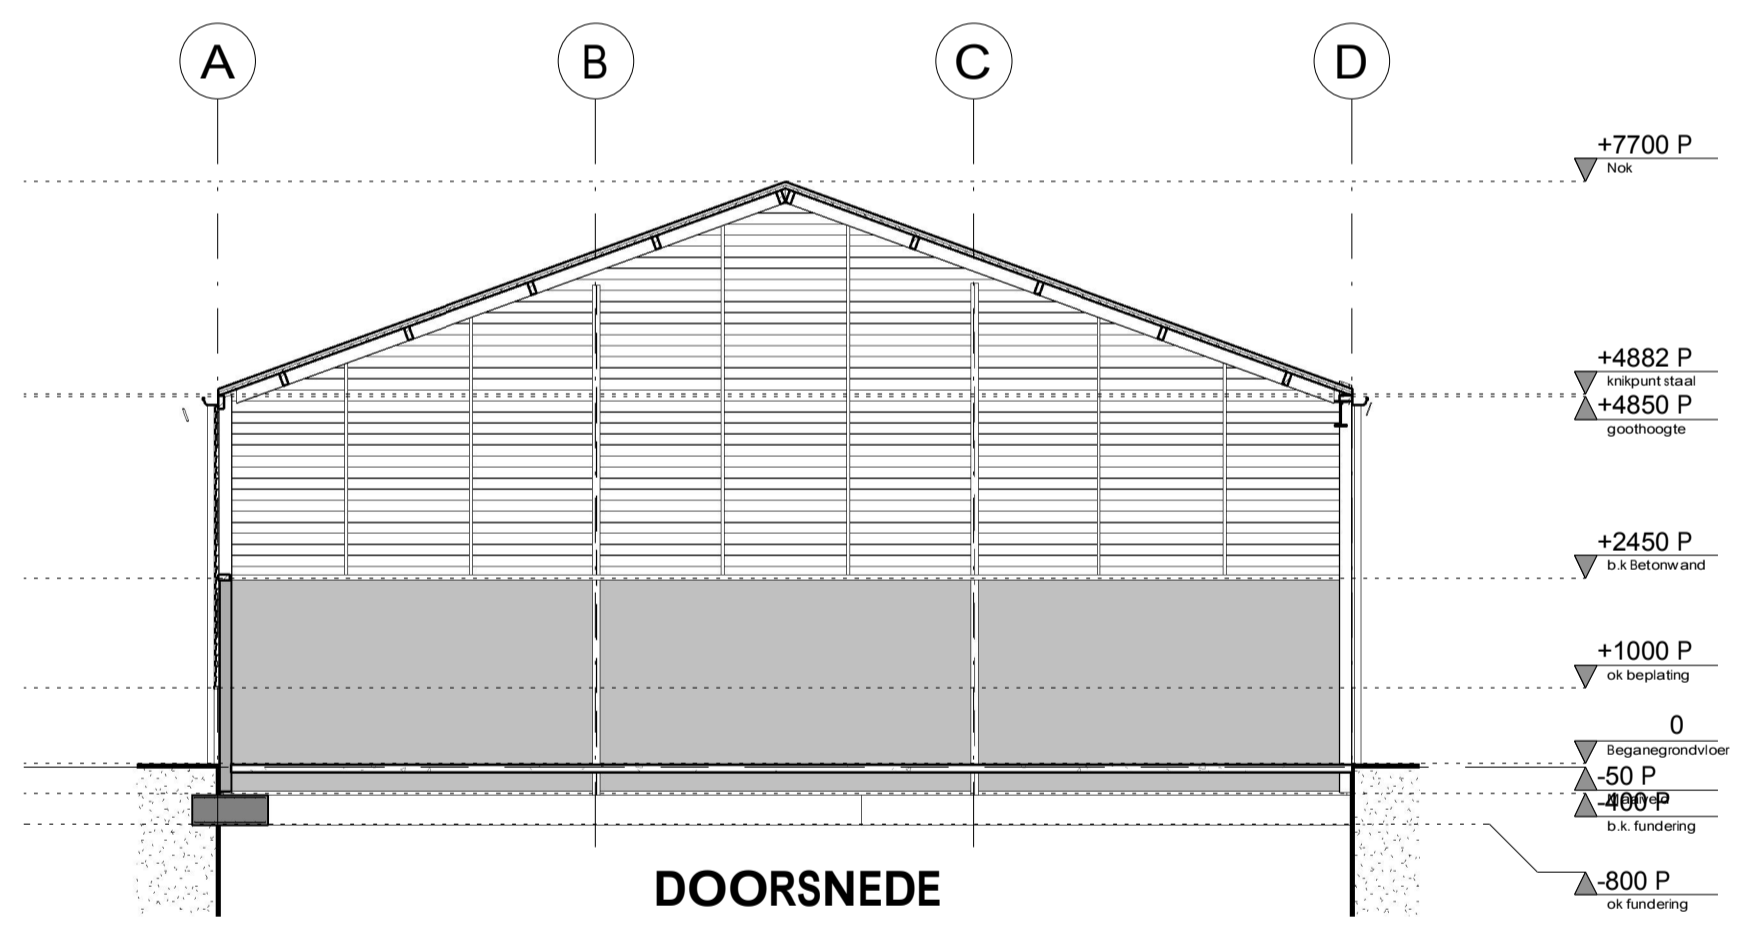 A B C D
+7700 P
Nok
+4882 P
knikpunt staal
+4850 P
goothoogte
+2450 P
b.k Betonwand
+1000 P
ok beplating
0
Beganegrondvloer
-50 P
-400 P
b.k. fundering
-800 P
ok fundering
DOORSNEDE